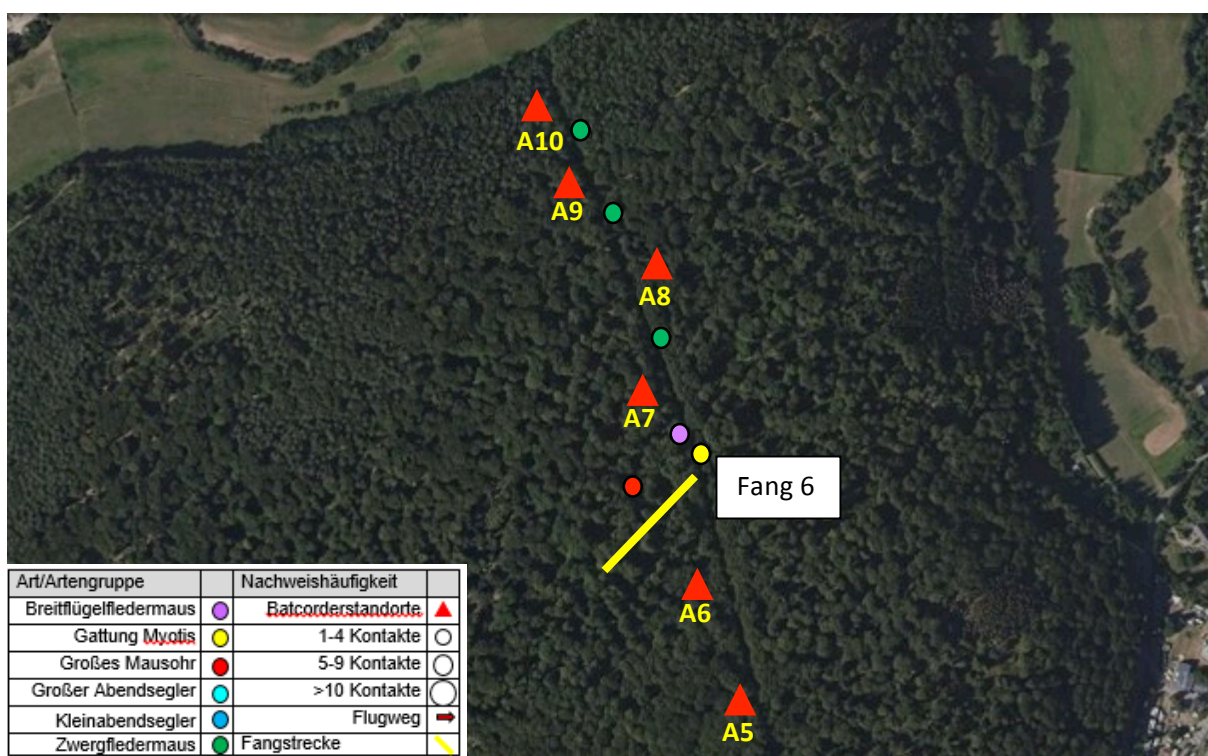 A10
A9
A8
A7
Fang 6
A6
A5
Art/Artengruppe Nachweishäufigkeit
Breitflügelfledermaus Batcorderstandorte
Gattung Myotis 1-4 Kontakte
Großes Mausohr 5-9 Kontakte
Großer Abendsegler >10 Kontakte
Kleinabendsegler Flugweg
Zwergfledermaus Fangstrecke